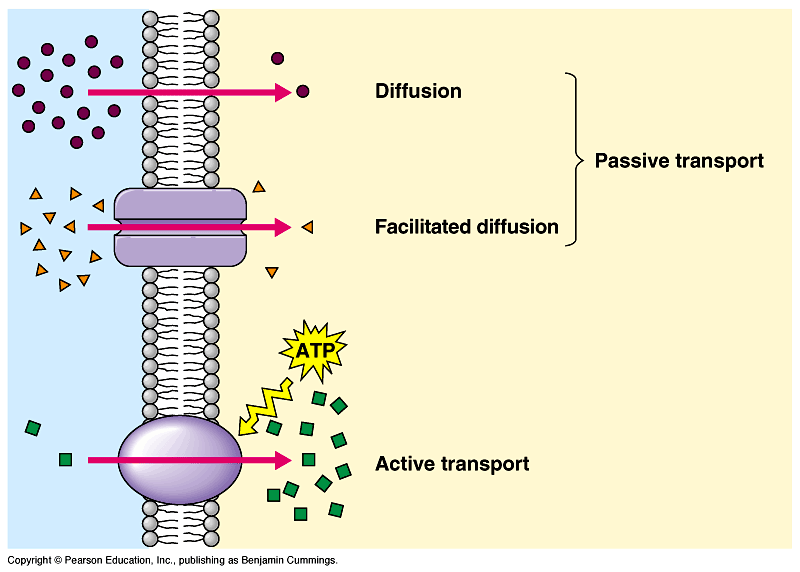 Diffusion
Passive transport
Facilitated diffusion
ATP
Active transport
Copyright © Pearson Education, Inc., publishing as Benjamin Cummings.